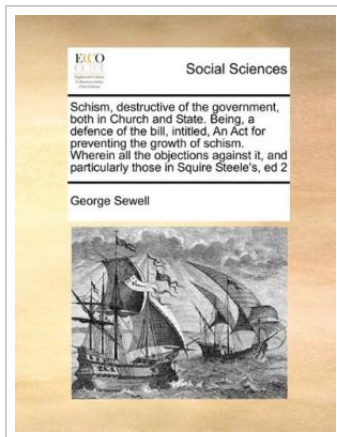 ECCO
Social Sciences
Schism, destructive of the government,
both in Church and State. Being, a
defence of the bill, intitled, An Act for
preventing the growth of schism.
Wherein all the objections against it, and
particularly those in Squire Steele's, ed 2
George Sewell